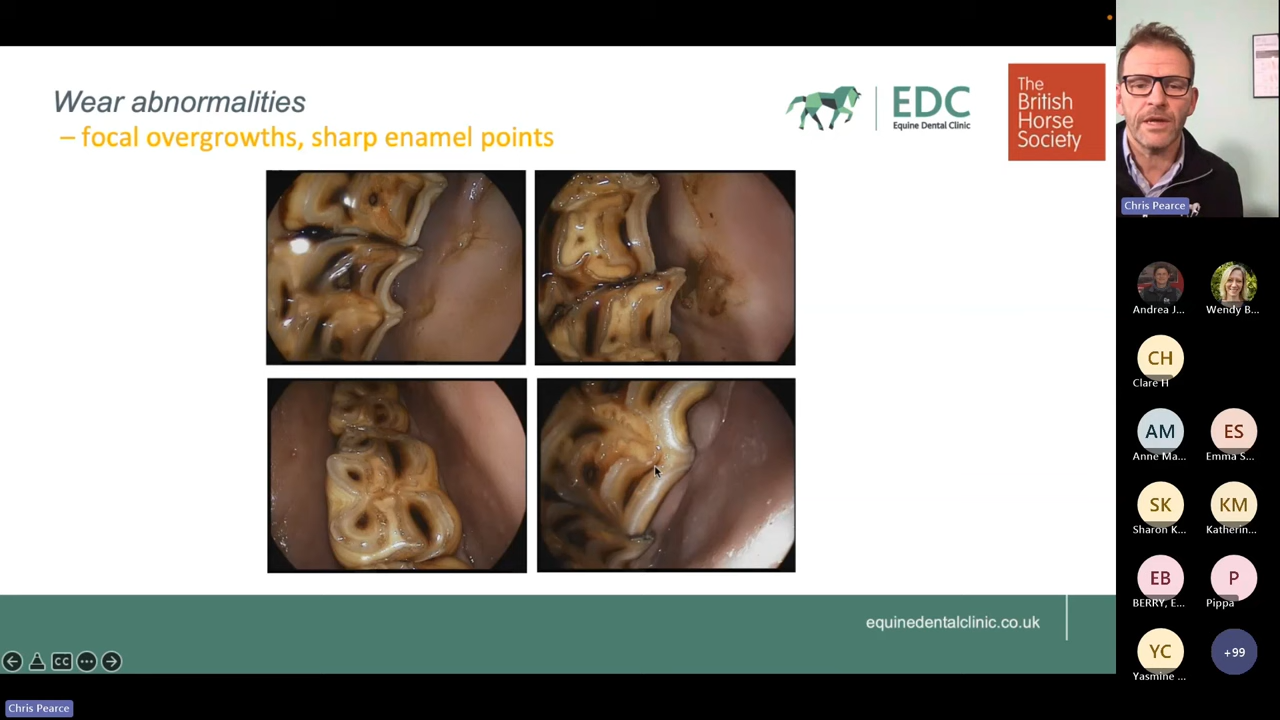 Wear abnormalities
– focal overgrowths, sharp enamel points
EDC
Equine Dental Clinic
The
British
Horse
Society
Chris Pearce
Andrea J...
Wendy B...
CH
Clare H
AM
ES
Anne Ma...
Emma S...
SK
KM
Sharon K...
Katherin...
EB
P
BERRY, E...
Pippa
YC
+99
Yasmine ...
equinedentalclinic.co.uk
CC
Chris Pearce